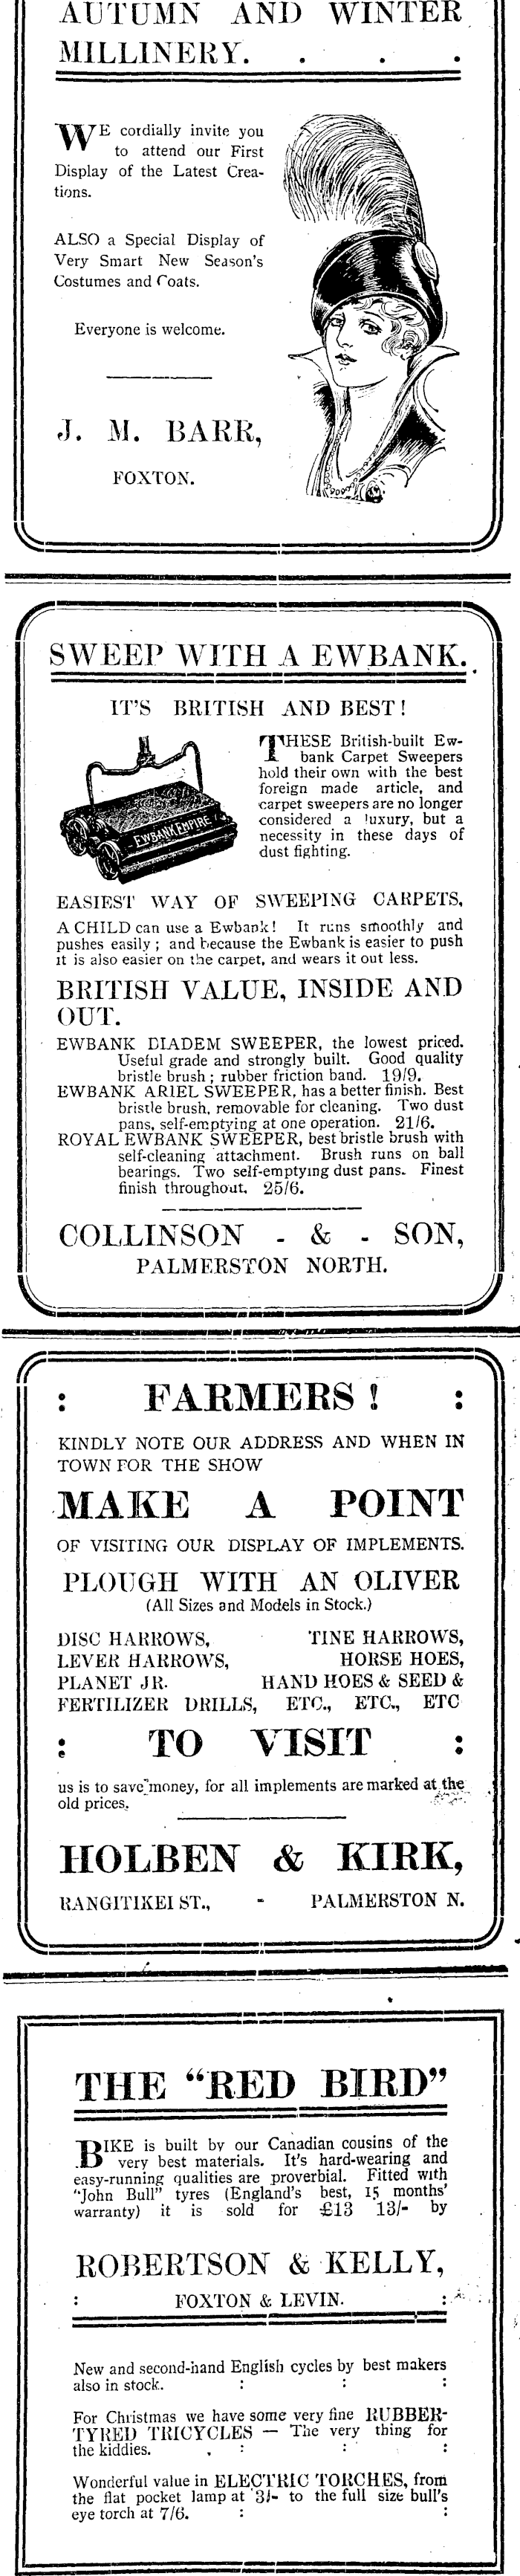 AUTUMN AND WINTER
MILLINERY. . . .
WE cordially invite you
to attend our First
Display of the Latest Crea-
tions.
ALSO a Special Display of
Very Smart New Season's
Costumes and Coats.
Everyone is welcome.
J. M. BARR,
FOXTON.
SWEEP WITH A EWBANK.
IT'S BRITISH AND BEST!
THESE British-built Ew-
bank Carpet Sweepers
hold their own with the best
foreign made article, and
carpet sweepers are no longer
considered a luxury, but a
necessity in these days of
dust fighting.
EWBANK EMPIRE
EASIEST WAY OF SWEEPING CARPETS,
A CHILD can use a Ewbank! It runs smoothly and
pushes easily; and because the Ewbank is easier to push
it is also easier on the carpet, and wears it out less.
BRITISH VALUE, INSIDE AND
OUT.
EWBANK DIADEM SWEEPER, the lowest priced.
Useful grade and strongly built. Good quality
bristle brush; rubber friction band. 19/9.
EWBANK ARIEL SWEEPER, has a better finish. Best
bristle brush, removable for cleaning. Two dust
pans, self-emptying at one operation. 21/6.
ROYAL EWBANK SWEEPER, best bristle brush with
self-cleaning attachment. Brush runs on ball
bearings. Two self-emptying dust pans. Finest
finish throughout. 25/6.
COLLINSON - & - SON,
PALMERSTON NORTH.
: FARMERS! :
KINDLY NOTE OUR ADDRESS AND WHEN IN
TOWN FOR THE SHOW
MAKE A POINT
OF VISITING OUR DISPLAY OF IMPLEMENTS.
PLOUGH WITH AN OLIVER
(All Sizes and Models in Stock.)
DISC HARROWS, TINE HARROWS,
LEVER HARROWS, HORSE HOES,
PLANET JR. HAND HOES & SEED &
FERTILIZER DRILLS, ETC., ETC., ETC
: TO VISIT :
us is to save money, for all implements are marked at the
old prices.
HOLBEN & KIRK,
RANGITIKEI ST., - PALMERSTON N.
THE "RED BIRD"
BIKE is built by our Canadian cousins of the
very best materials. It's hard-wearing and
easy-running qualities are proverbial. Fitted with
"John Bull" tyres (England's best, 15 months'
warranty) it is sold for £13 13/- by
ROBERTSON & KELLY,
: FOXTON & LEVIN. :
New and second-hand English cycles by best makers
also in stock. : : :
For Christmas we have some very fine RUBBER-
TYRED TRICYCLES — The very thing for
the kiddies. . : : :
Wonderful value in ELECTRIC TORCHES, from
the flat pocket lamp at 3/- to the full size bull's
eye torch at 7/6. : :